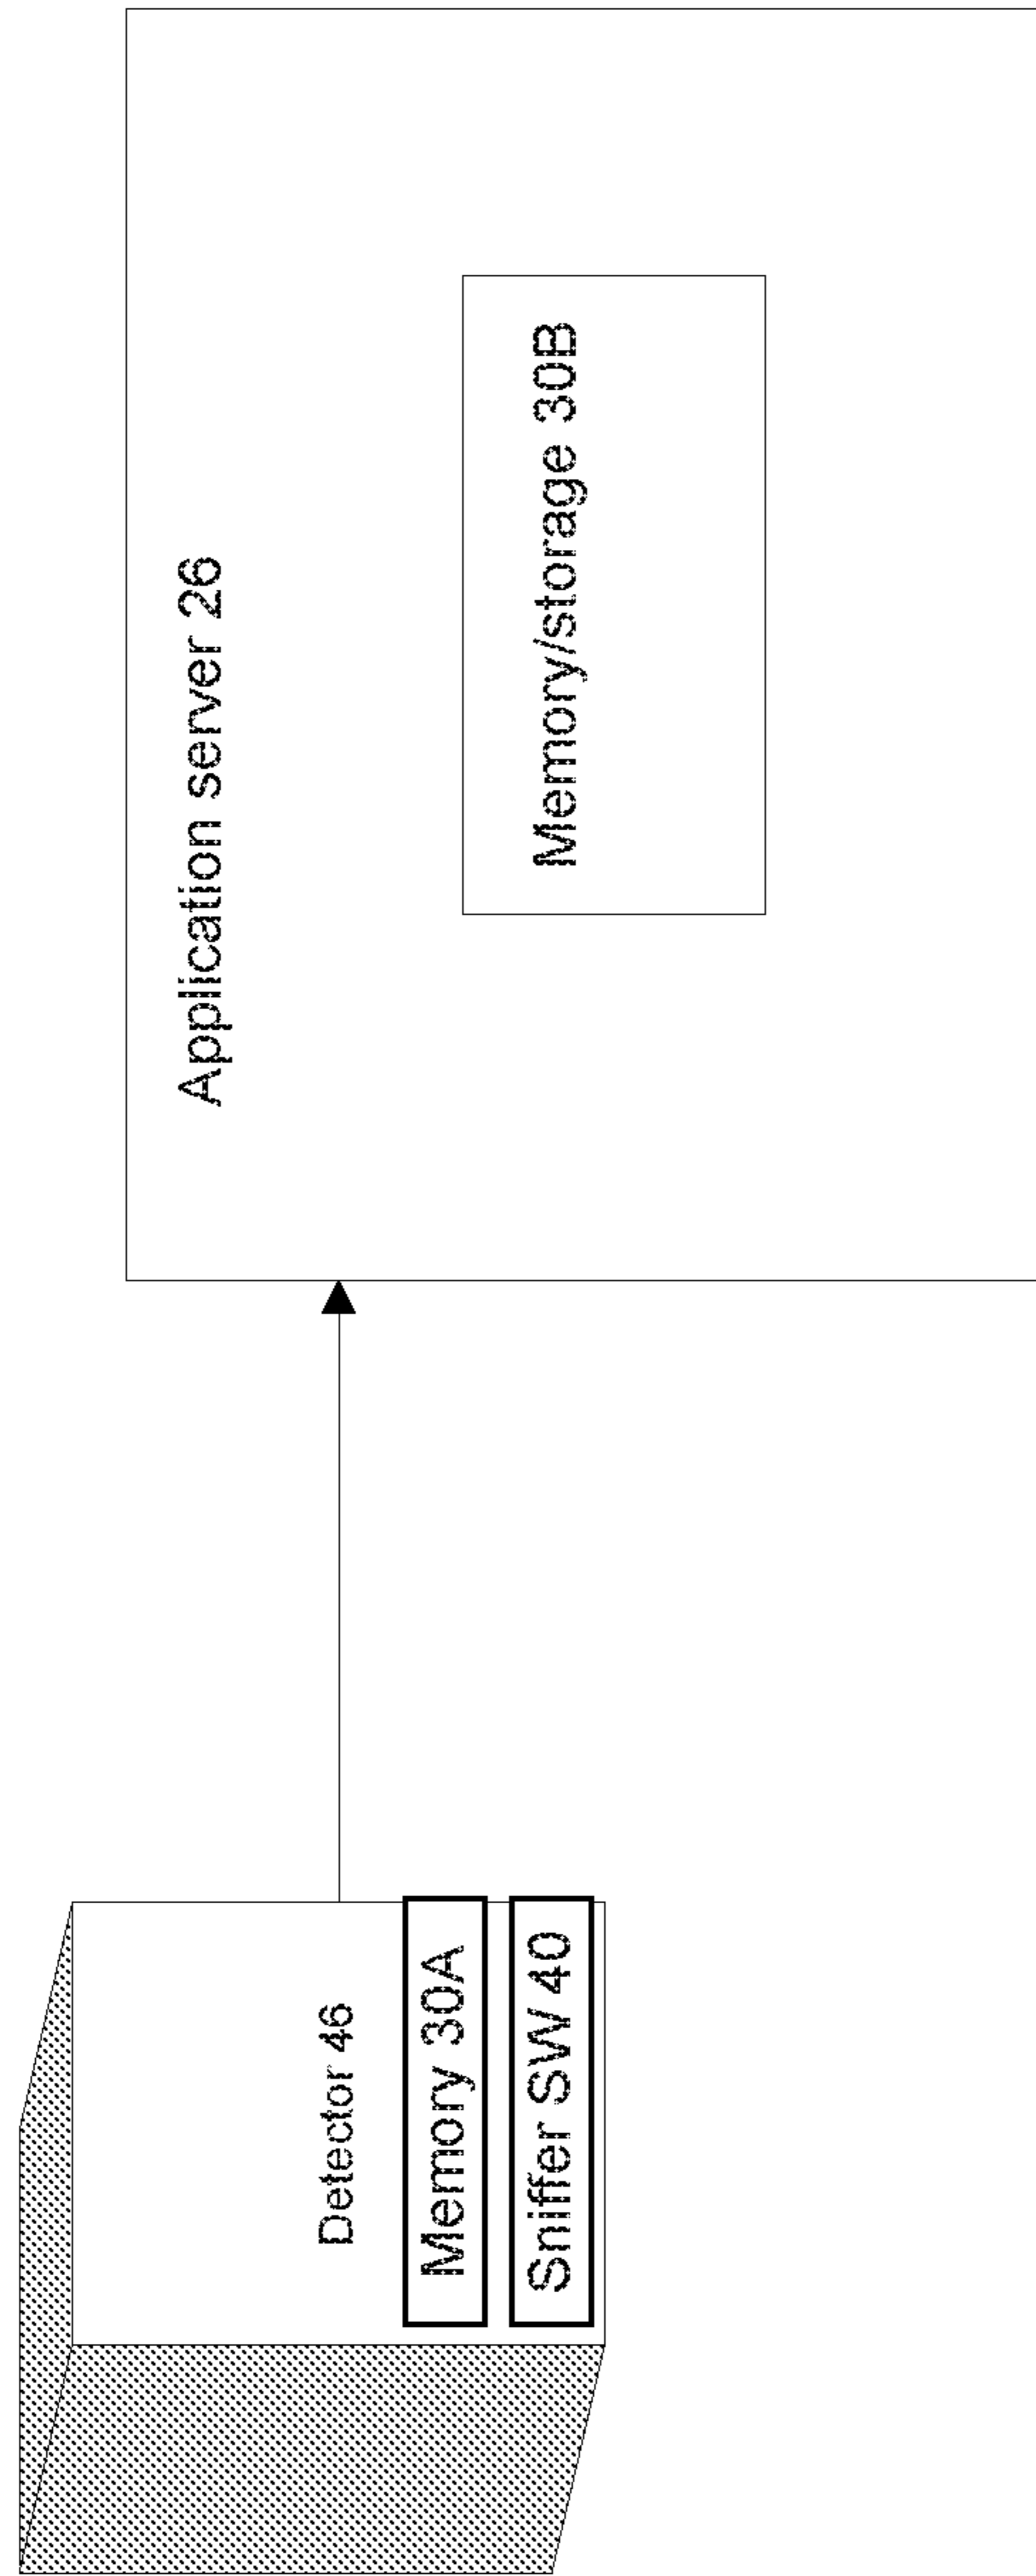 Detector 46
Memory 30A
Sniffer SW 40
Application server 26
Memory/storage 30B